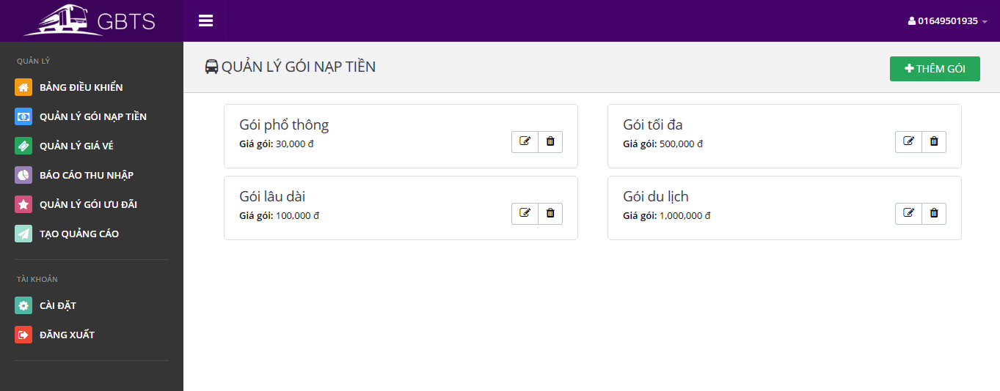 GBTS
01649501935
QUẢN LÝ
BẢNG ĐIỀU KHIỂN
QUẢN LÝ GÓI NẠP TIỀN
QUẢN LÝ GIÁ VÉ
BÁO CÁO THU NHẬP
QUẢN LÝ GÓI ƯU ĐÃI
TẠO QUẢNG CÁO
TÀI KHOẢN
CÀI ĐẶT
ĐĂNG XUẤT
QUẢN LÝ GÓI NẠP TIỀN
THÊM GÓI
Gói phổ thông
Giá gói: 30,000 đ
Gói tối đa
Giá gói: 500,000 đ
Gói lâu dài
Giá gói: 100,000 đ
Gói du lịch
Giá gói: 1,000,000 đ